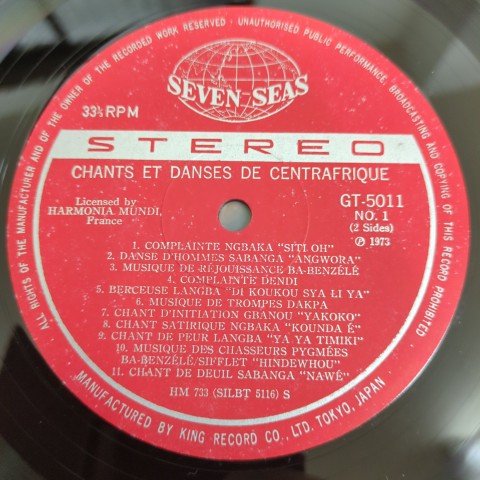 ALL RIGHTS OF THE MANUFACTURER AND OF THE OWNER OF THE RECORDED WORK RESERVED · UNAUTHORISED PUBLIC PERFORMANCE, BROADCASTING AND COPYING OF THIS RECORD PROHIBITED
SEVEN SEAS
33⅓RPM
STEREO
CHANTS ET DANSES DE CENTRAFRIQUE
Licensed by
HARMONIA MUNDI,
France
GT-5011
NO. 1
(2 Sides)
Ⓟ 1973
1. COMPLAINTE NGBAKA "SITI OH"
2. DANSE D'HOMMES SABANGA "ANGWORA"
3. MUSIQUE DE RÉJOUISSANCE BA-BENZÉLÉ
4. COMPLAINTE DENDI
5. BERCEUSE LANGBA "DI KOUKOU SYA LI YA"
6. MUSIQUE DE TROMPES DAKPA
7. CHANT D'INITIATION GBANOU "YAKOKO"
8. CHANT SATIRIQUE NGBAKA "KOUNDA É"
9. CHANT DE PEUR LANGBA "YA YA TIMIKI"
10. MUSIQUE DES CHASSEURS PYGMÉES
BA-BENZÉLÉ/SIFFLET "HINDEWHOU"
11. CHANT DE DEUIL SABANGA "NAWÉ"
HM 733 (SILBT 5116) S
MANUFACTURED BY KING RECORD CO., LTD. TOKYO, JAPAN